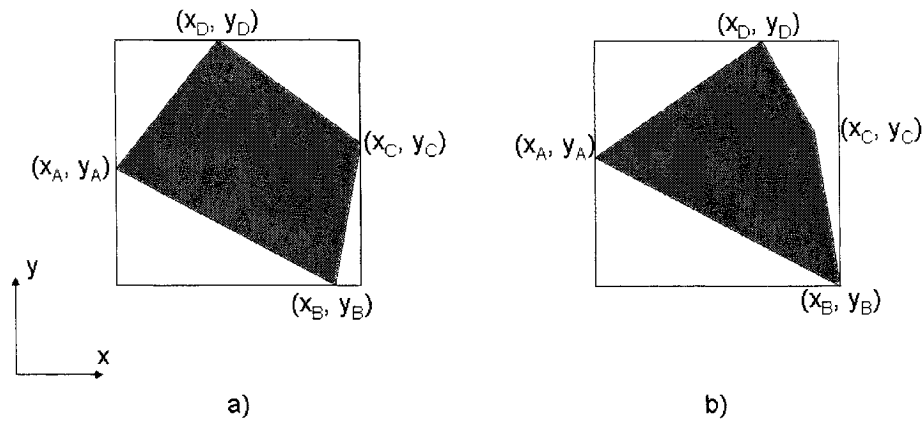 (x_D, y_D)
(x_C, y_C)
(x_A, y_A)
(x_B, y_B)
y
x
a)
(x_D, y_D)
(x_C, y_C)
(x_A, y_A)
(x_B, y_B)
b)